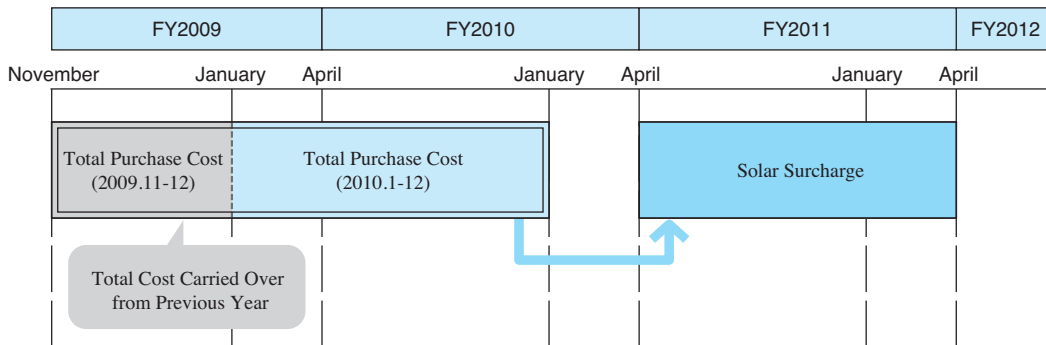 FY2009
FY2010
FY2011
FY2012
November
January
April
January
April
January
April
Total Purchase Cost
(2009.11-12)
Total Purchase Cost
(2010.1-12)
Solar Surcharge
Total Cost Carried Over
from Previous Year